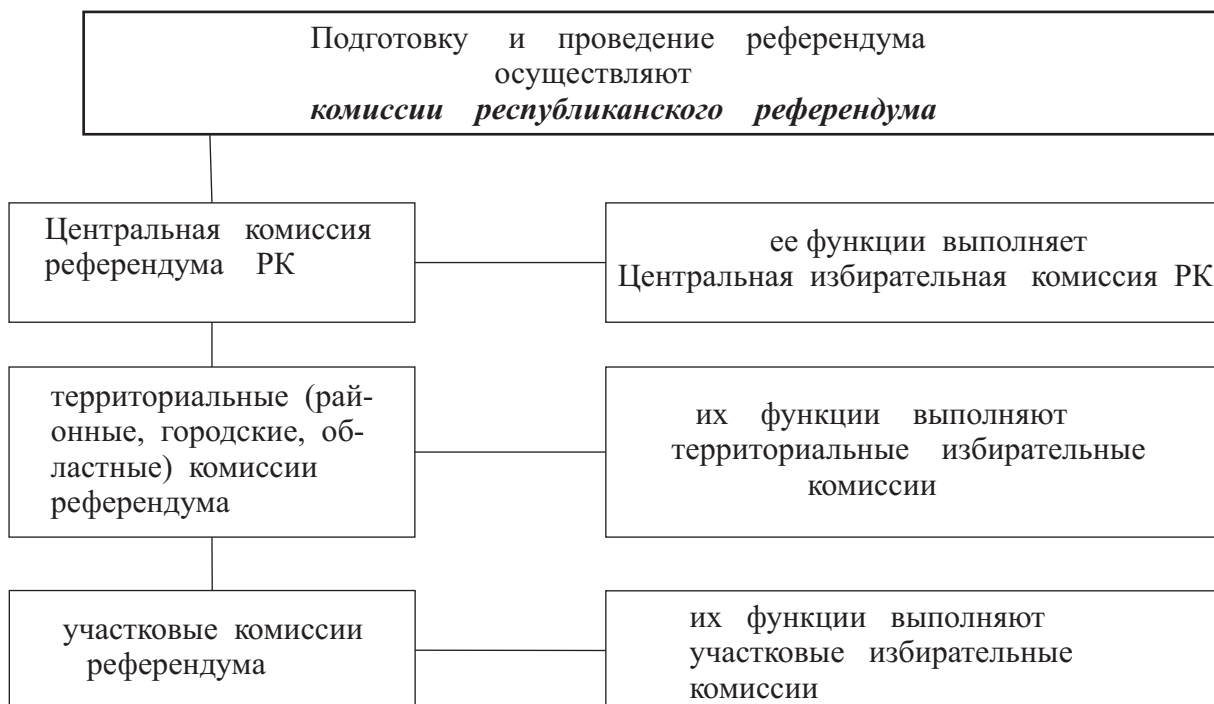 Подготовку и проведение референдума
осуществляют
комиссии республиканского референдума
Центральная комиссия
референдума РК
ее функции выполняет
Центральная избирательная комиссия РК
территориальные (рай-
онные, городские, об-
ластные) комиссии
референдума
их функции выполняют
территориальные избирательные
комиссии
участковые комиссии
референдума
их функции выполняют
участковые избирательные
комиссии